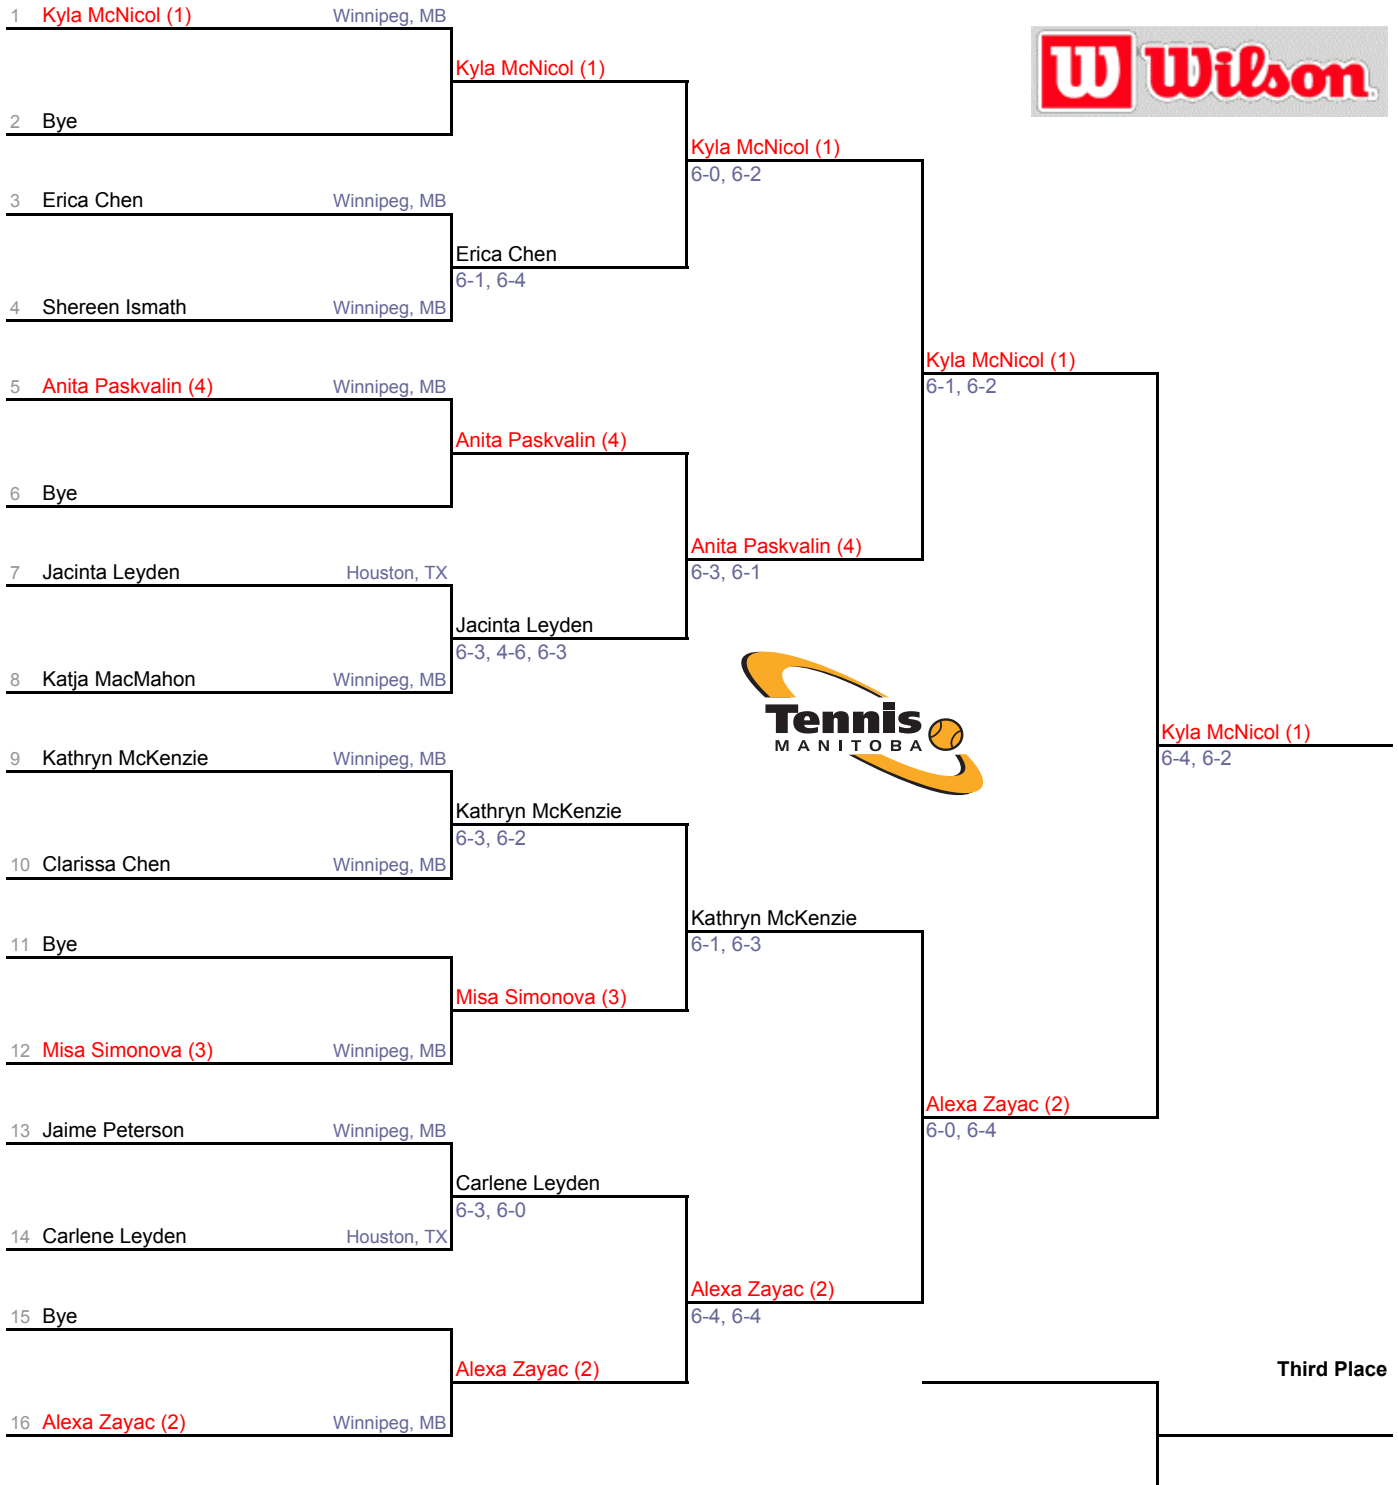 1 Kyla McNicol (1) Winnipeg, MB
Wilson
Kyla McNicol (1)
2 Bye
Kyla McNicol (1)
6-0, 6-2
3 Erica Chen Winnipeg, MB
Erica Chen
6-1, 6-4
4 Shereen Ismath Winnipeg, MB
Kyla McNicol (1)
6-1, 6-2
5 Anita Paskvalin (4) Winnipeg, MB
Anita Paskvalin (4)
6 Bye
Anita Paskvalin (4)
6-3, 6-1
7 Jacinta Leyden Houston, TX
Jacinta Leyden
6-3, 4-6, 6-3
8 Katja MacMahon Winnipeg, MB
Tennis
MANITOBA
Kyla McNicol (1)
6-4, 6-2
9 Kathryn McKenzie Winnipeg, MB
Kathryn McKenzie
6-3, 6-2
10 Clarissa Chen Winnipeg, MB
Kathryn McKenzie
6-1, 6-3
11 Bye
Misa Simonova (3)
12 Misa Simonova (3) Winnipeg, MB
Alexa Zayac (2)
6-0, 6-4
13 Jaime Peterson Winnipeg, MB
Carlene Leyden
6-3, 6-0
14 Carlene Leyden Houston, TX
Alexa Zayac (2)
6-4, 6-4
15 Bye
Alexa Zayac (2)
Third Place
16 Alexa Zayac (2) Winnipeg, MB